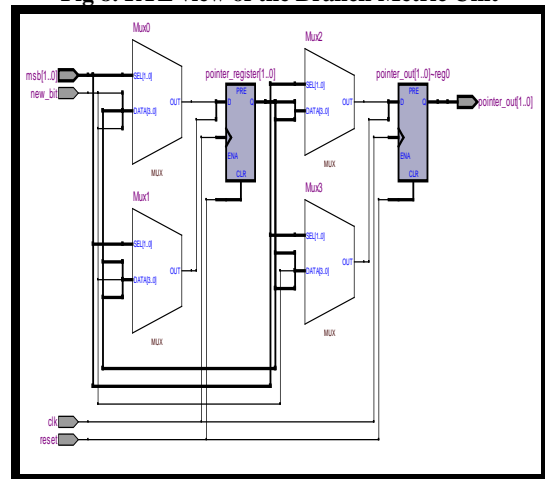 Fig 8: RTL View of the Branch Metric Unit
Mux0
Mux2
msb[1..0]
SEL[1..0]
pointer_register[1..0]
SEL[1..0]
pointer_out[1..0]~reg0
new_bit
DATA[3..0]
OUT
D
PRE
Q
DATA[3..0]
OUT
D
PRE
Q
pointer_out[1..0]
ENA
ENA
MUX
CLR
MUX
CLR
Mux1
Mux3
SEL[1..0]
SEL[1..0]
OUT
OUT
DATA[3..0]
DATA[3..0]
MUX
MUX
clk
reset